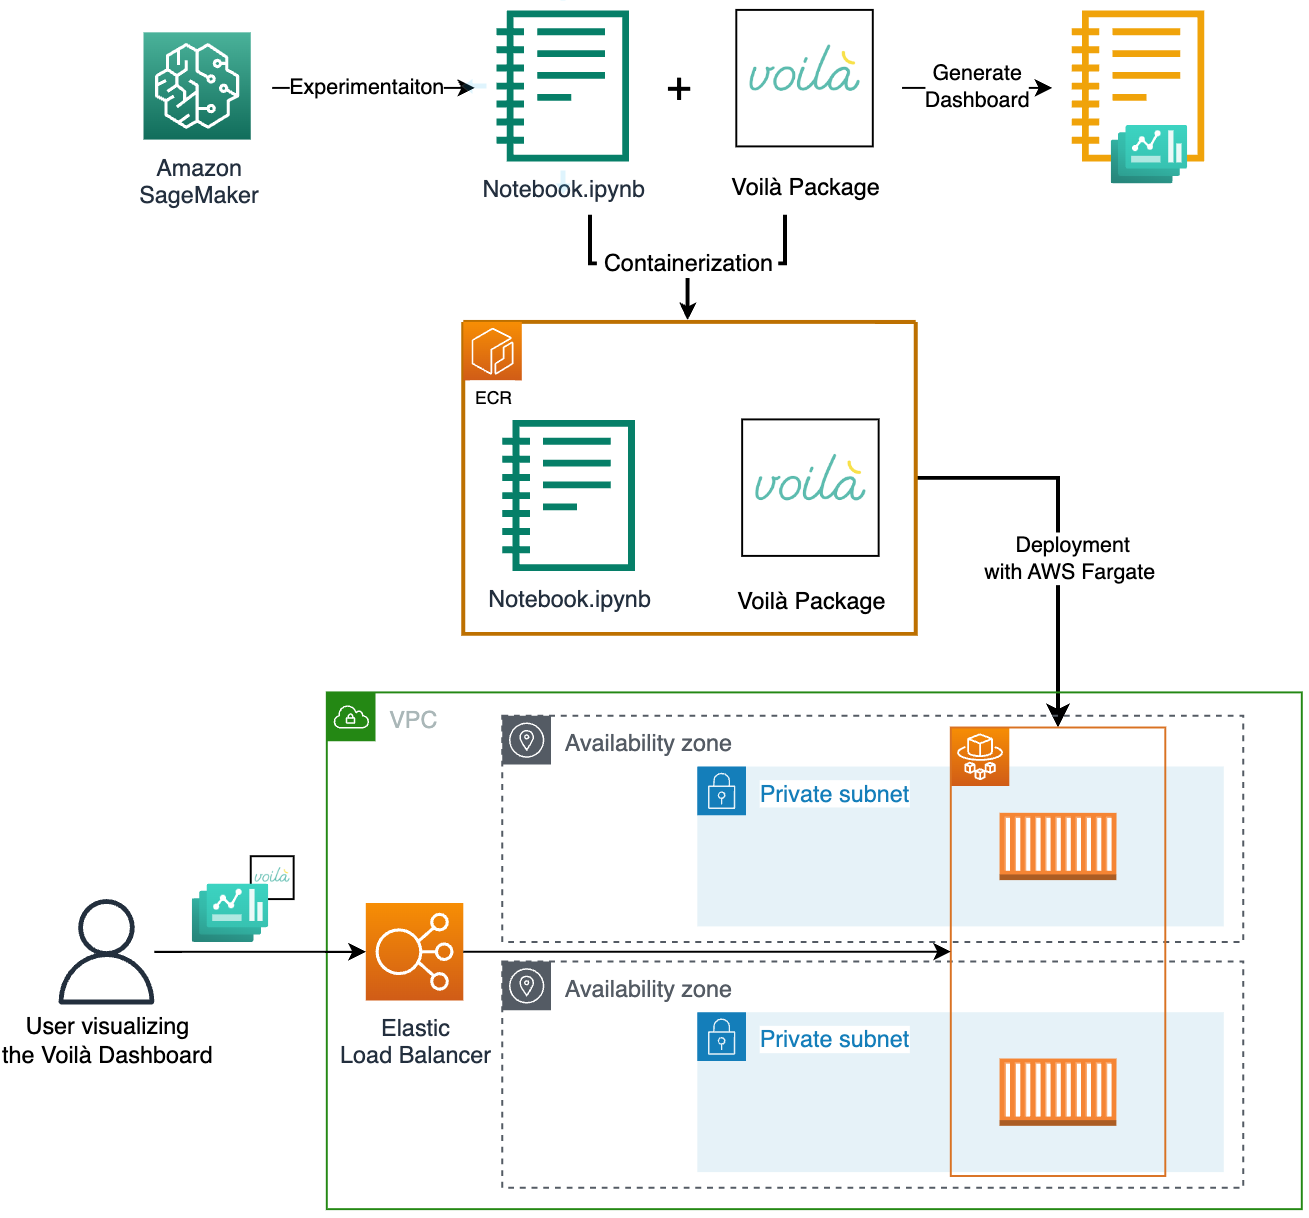 voilà
Experimentaiton
Generate
Dashboard
Amazon
SageMaker
Notebook.ipynb
Voilà Package
Containerization
ECR
voilà
Notebook.ipynb
Voilà Package
Deployment
with AWS Fargate
VPC
Availability zone
Private subnet
voilà
User visualizing
the Voilà Dashboard
Elastic
Load Balancer
Availability zone
Private subnet